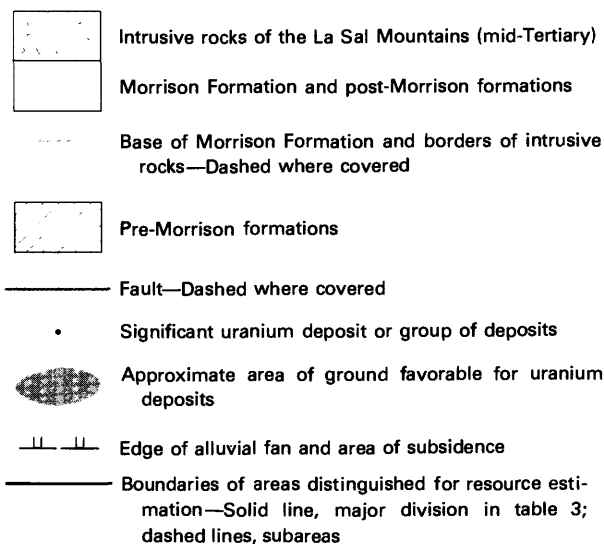 Intrusive rocks of the La Sal Mountains (mid-Tertiary)
Morrison Formation and post-Morrison formations
Base of Morrison Formation and borders of intrusive
rocks—Dashed where covered
Pre-Morrison formations
Fault—Dashed where covered
Significant uranium deposit or group of deposits
Approximate area of ground favorable for uranium
deposits
Edge of alluvial fan and area of subsidence
Boundaries of areas distinguished for resource esti-
mation—Solid line, major division in table 3;
dashed lines, subareas